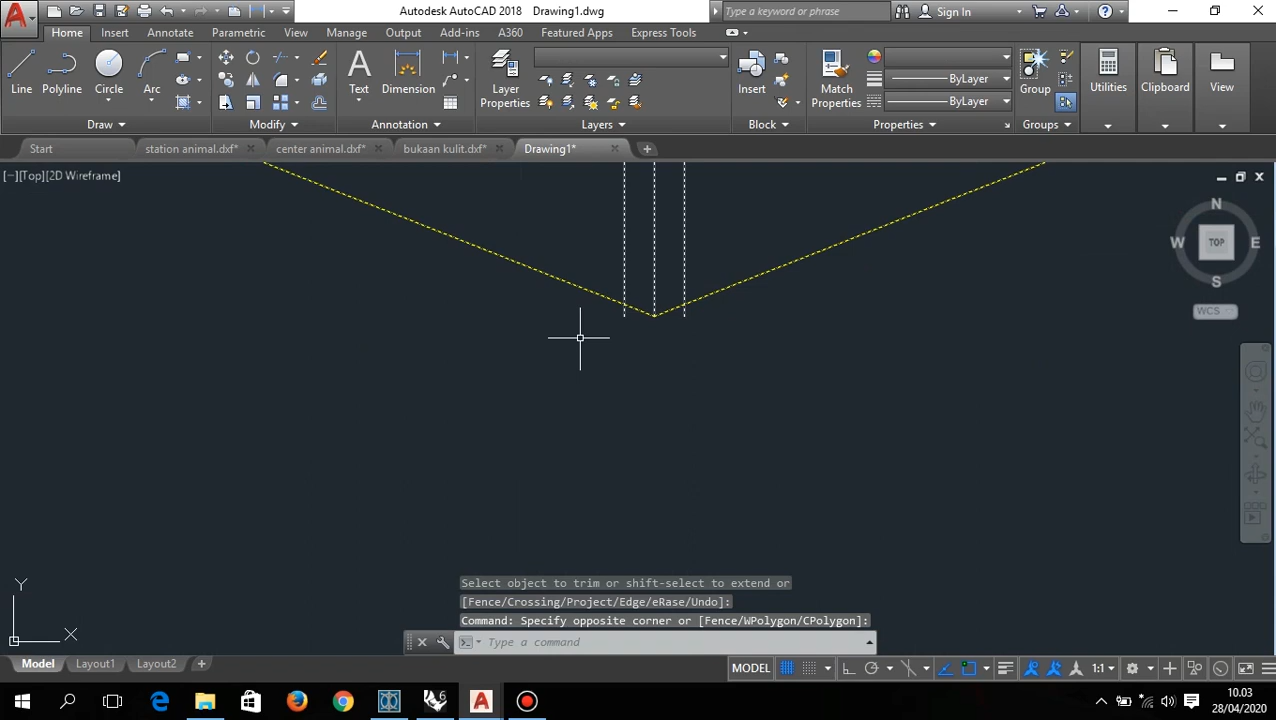 Autodesk AutoCAD 2018 Drawing1.dwg
Type a keyword or phrase
Sign In
Home Insert Annotate Parametric View Manage Output Add-ins A360 Featured Apps Express Tools
Line Polyline Circle Arc Text Dimension Layer Properties Insert Match Properties Group Utilities Clipboard View
ByLayer
ByLayer
Draw Modify Annotation Layers Block Properties Groups
Start station animal.dxf* center animal.dxf* bukaan kulit.dxf* Drawing1*
[−][Top][2D Wireframe]
N
W TOP E
S
WCS
Y
X
Select object to trim or shift-select to extend or
[Fence/Crossing/Project/Edge/eRase/Undo]:
Command: Specify opposite corner or [Fence/WPolygon/CPolygon]:
Type a command
Model Layout1 Layout2
MODEL 1:1
10.03
28/04/2020